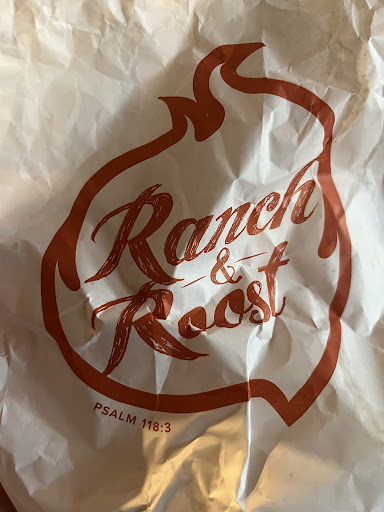 Ranch
&
Roost
PSALM 118:3